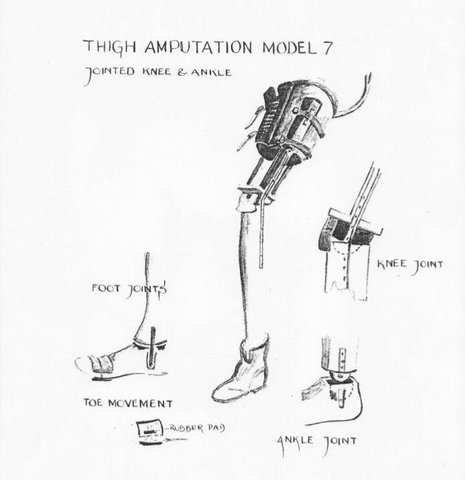 THIGH AMPUTATION MODEL 7
JOINTED KNEE & ANKLE
KNEE JOINT
FOOT JOINTS
TOE MOVEMENT
RUBBER PAD
ANKLE JOINT